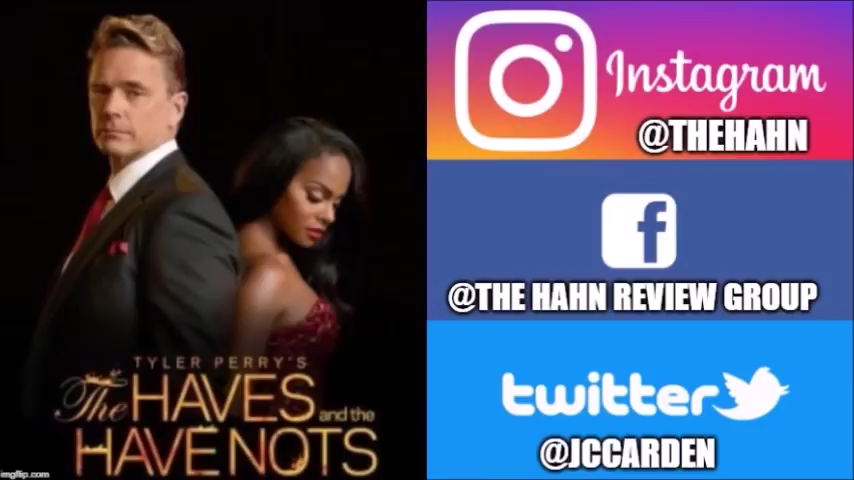 TYLER PERRY'S
The HAVES and the
HAVE NOTS
imgflip.com
Instagram
@THEHAHN
f
@THE HAHN REVIEW GROUP
twitter
@JCCARDEN